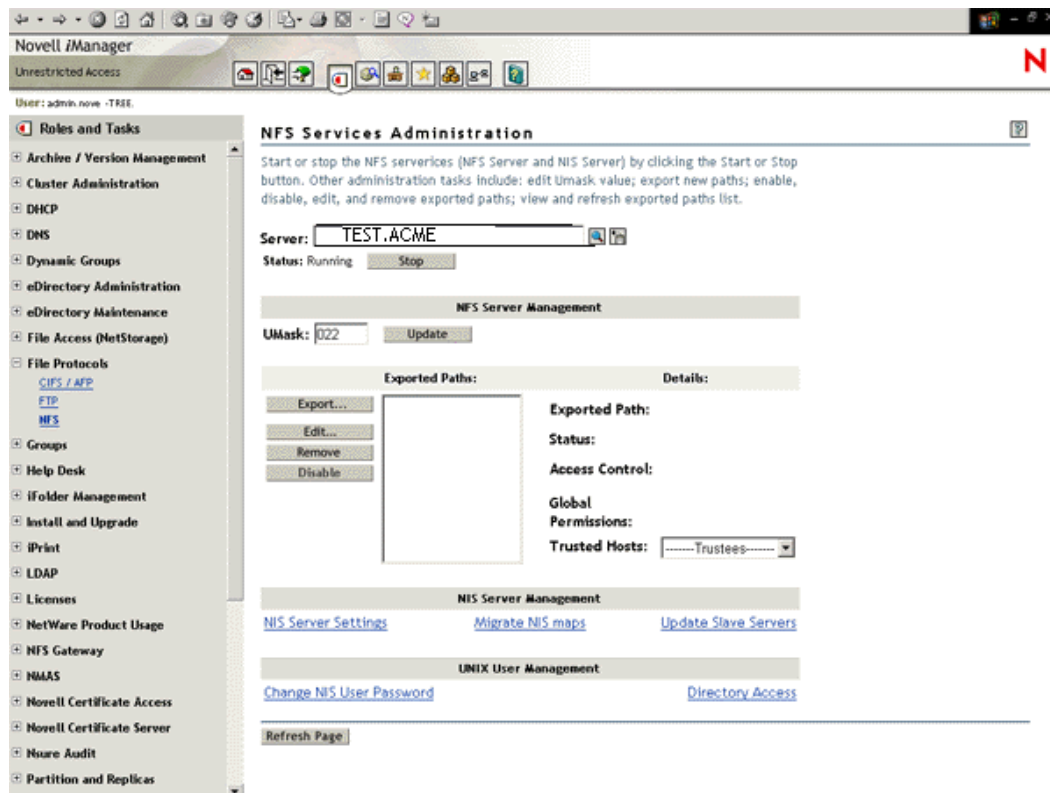 Novell iManager
Unrestricted Access
N
User: admin.nove -TREE.
Roles and Tasks
Archive / Version Management
Cluster Administration
DHCP
DNS
Dynamic Groups
eDirectory Administration
eDirectory Maintenance
File Access (NetStorage)
File Protocols
CIFS / AFP
FTP
NFS
Groups
Help Desk
iFolder Management
Install and Upgrade
iPrint
LDAP
Licenses
NetWare Product Usage
NFS Gateway
NMAS
Novell Certificate Access
Novell Certificate Server
Nsure Audit
Partition and Replicas
NFS Services Administration
Start or stop the NFS serverices (NFS Server and NIS Server) by clicking the Start or Stop
button. Other administration tasks include: edit Umask value; export new paths; enable,
disable, edit, and remove exported paths; view and refresh exported paths list.
Server: TEST.ACME
Status: Running Stop
NFS Server Management
UMask: 022 Update
Exported Paths: Details:
Export...
Edit...
Remove
Disable
Exported Path:
Status:
Access Control:
Global
Permissions:
Trusted Hosts: -------Trustees-------
NIS Server Management
NIS Server Settings Migrate NIS maps Update Slave Servers
UNIX User Management
Change NIS User Password Directory Access
Refresh Page